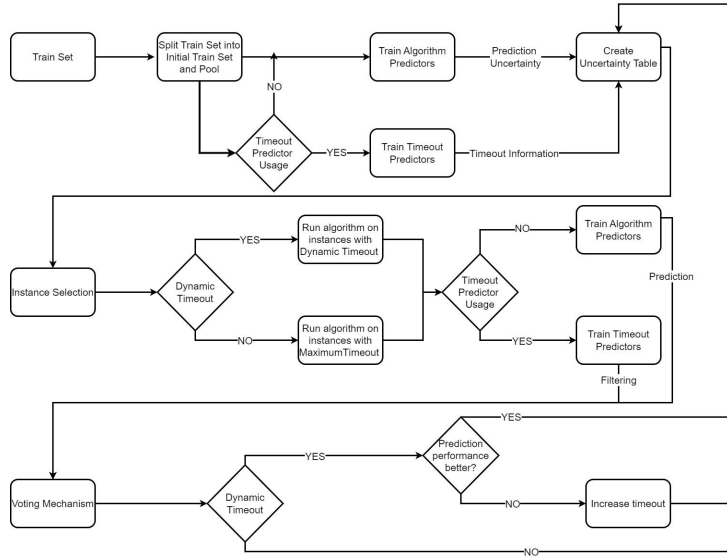 Train Set
Split Train Set into
Initial Train Set
and Pool
Train Algorithm
Predictors
Prediction
Uncertainty
Create
Uncertainty Table
NO
Timeout
Predictor
Usage
YES
Train Timeout
Predictors
Timeout Information
Instance Selection
Dynamic
Timeout
YES
Run algorithm on
instances with
Dynamic Timeout
NO
Run algorithm on
instances with
MaximumTimeout
Timeout
Predictor
Usage
NO
Train Algorithm
Predictors
Prediction
YES
Train Timeout
Predictors
Filtering
Voting Mechanism
Dynamic
Timeout
YES
Prediction
performance
better?
YES
NO
Increase timeout
NO